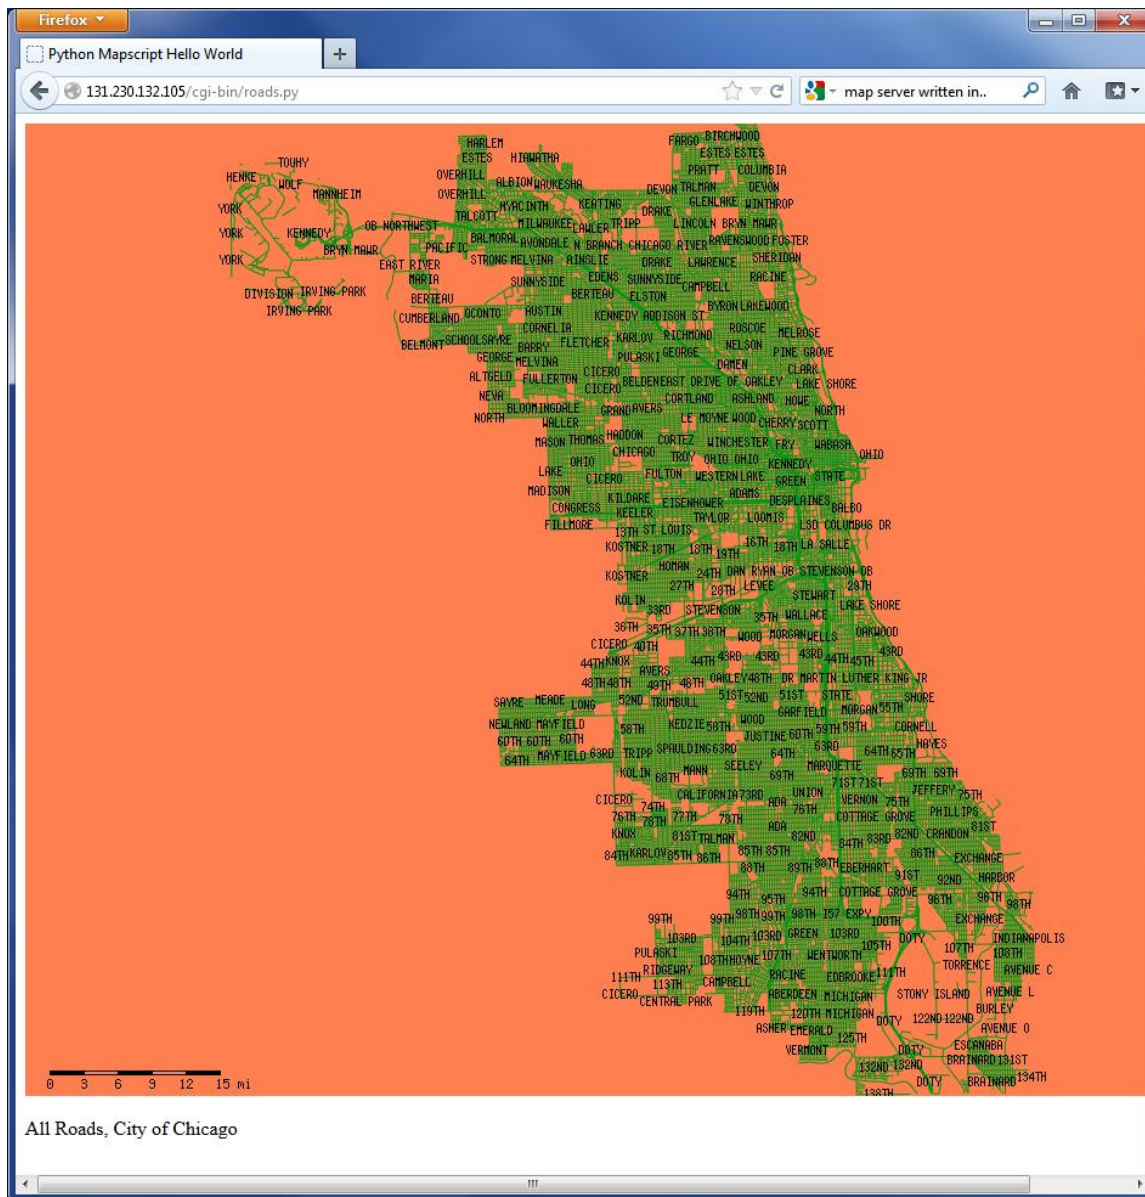 Firefox
Python Mapscript Hello World
131.230.132.105/cgi-bin/roads.py
map server written in..
HARLEM FARGO BIRCHWOOD
TOUHY ESTES HIAWATHA ESTES ESTES
HENKE WOLF OVERHILL ALBION WAUKESHA PRATT COLUMBIA
MANNHEIM OVERHILL DEVON TALMAN DEVON
YORK HYACINTH KEATING GLENLAKE WINTHROP
KENNEDY OB NORTHWEST TALCOTT MILWAUKEE LAWLER TRIPP DRAKE LINCOLN BRYN MAWR
YORK BRYN MAWR PACIFIC BALMORAL AVONDALE N BRANCH CHICAGO RIVER RAVENSWOOD FOSTER
YORK EAST RIVER STRONG MELVINA AINSLIE DRAKE LAWRENCE SHERIDAN
MARIA SUNNYSIDE EDENS SUNNYSIDE CAMPBELL RACINE
DIVISION IRVING PARK BERTEAU BERTEAU ELSTON BYRON LAKEWOOD
IRVING PARK CUMBERLAND OCONTO AUSTIN KENNEDY ADDISON ST
CORNELIA KARLOV RICHMOND ROSCOE MELROSE
BELMONT SCHOOL SAYRE BARRY FLETCHER NELSON
GEORGE MELVINA PULASKI GEORGE DAMEN PINE GROVE
ALTGELD FULLERTON CICERO CLARK
NEVA CICERO BELDEN EAST DRIVE OF OAKLEY LAKE SHORE
BLOOMINGDALE GRAND AVERS CORTLAND ASHLAND HOWE
NORTH WALLER LE MOYNE WOOD CHERRY SCOTT NORTH
MASON THOMAS HADDON CORTEZ WINCHESTER FRY WABASH
OHIO CHICAGO TROY OHIO OHIO KENNEDY OHIO
LAKE CICERO FULTON WESTERN LAKE GREEN STATE
MADISON KILDARE EISENHOWER ADAMS DESPLAINES
CONGRESS KEELER TAYLOR LOOMIS BALBO
FILLMORE 13TH ST LOUIS LSD COLUMBUS DR
KOSTNER 18TH 18TH 19TH 16TH 18TH LA SALLE
KOSTNER HOMAN 24TH DAN RYAN OB STEVENSON OB
27TH 28TH LEVEE 29TH
KOLIN 33RD STEVENSON STEWART LAKE SHORE
36TH 35TH 37TH 38TH 35TH WALLACE
CICERO 40TH WOOD MORGAN WELLS OAKWOOD
44TH KNOX AVERS 44TH 43RD 43RD 43RD 44TH 45TH 43RD
48TH 48TH 49TH 48TH OAKLEY 48TH DR MARTIN LUTHER KING JR
SAYRE MEADE LONG 52ND TRUMBULL 51ST 52ND 51ST STATE SHORE
NEWLAND MAYFIELD 58TH KEDZIE 58TH WOOD GARFIELD MORGAN 55TH
60TH 60TH 60TH JUSTINE 60TH 59TH 59TH CORNELL
64TH MAYFIELD 63RD TRIPP SPAULDING 63RD 64TH 63RD 64TH 65TH HAYES
KOLIN 68TH MANN SEELEY 69TH MARQUETTE 69TH 69TH
CICERO CALIFORNIA 73RD UNION 71ST 71ST JEFFERY 75TH
74TH ADA 76TH VERNON 75TH
76TH 78TH 77TH 78TH COTTAGE GROVE PHILLIPS
KNOX 81ST TALMAN ADA 82ND 84TH 83RD 82ND CRANDON 81ST
84TH KARLOV 85TH 86TH 85TH 85TH 86TH EXCHANGE
88TH 89TH 88TH EBERHART 91ST 92ND HARBOR
94TH 95TH 94TH COTTAGE GROVE 96TH 96TH 98TH
99TH 99TH 98TH 99TH 98TH I57 EXPY 100TH EXCHANGE
103RD 104TH 103RD GREEN 103RD 105TH DOTY 107TH INDIANAPOLIS
PULASKI 108TH HOYNE 107TH WENTWORTH 108TH
RIDGEWAY TORRENCE AVENUE C
111TH 113TH CAMPBELL RACINE EDBROOKE 111TH
CICERO CENTRAL PARK ABERDEEN MICHIGAN STONY ISLAND AVENUE L
119TH 120TH MICHIGAN BURLEY
ASHER EMERALD DOTY 122ND 122ND AVENUE O
VERMONT 125TH DOTY ESCANABA
132ND 132ND BRAINARD 131ST
DOTY BRAINARD 134TH
138TH
0 3 6 9 12 15 mi
All Roads, City of Chicago